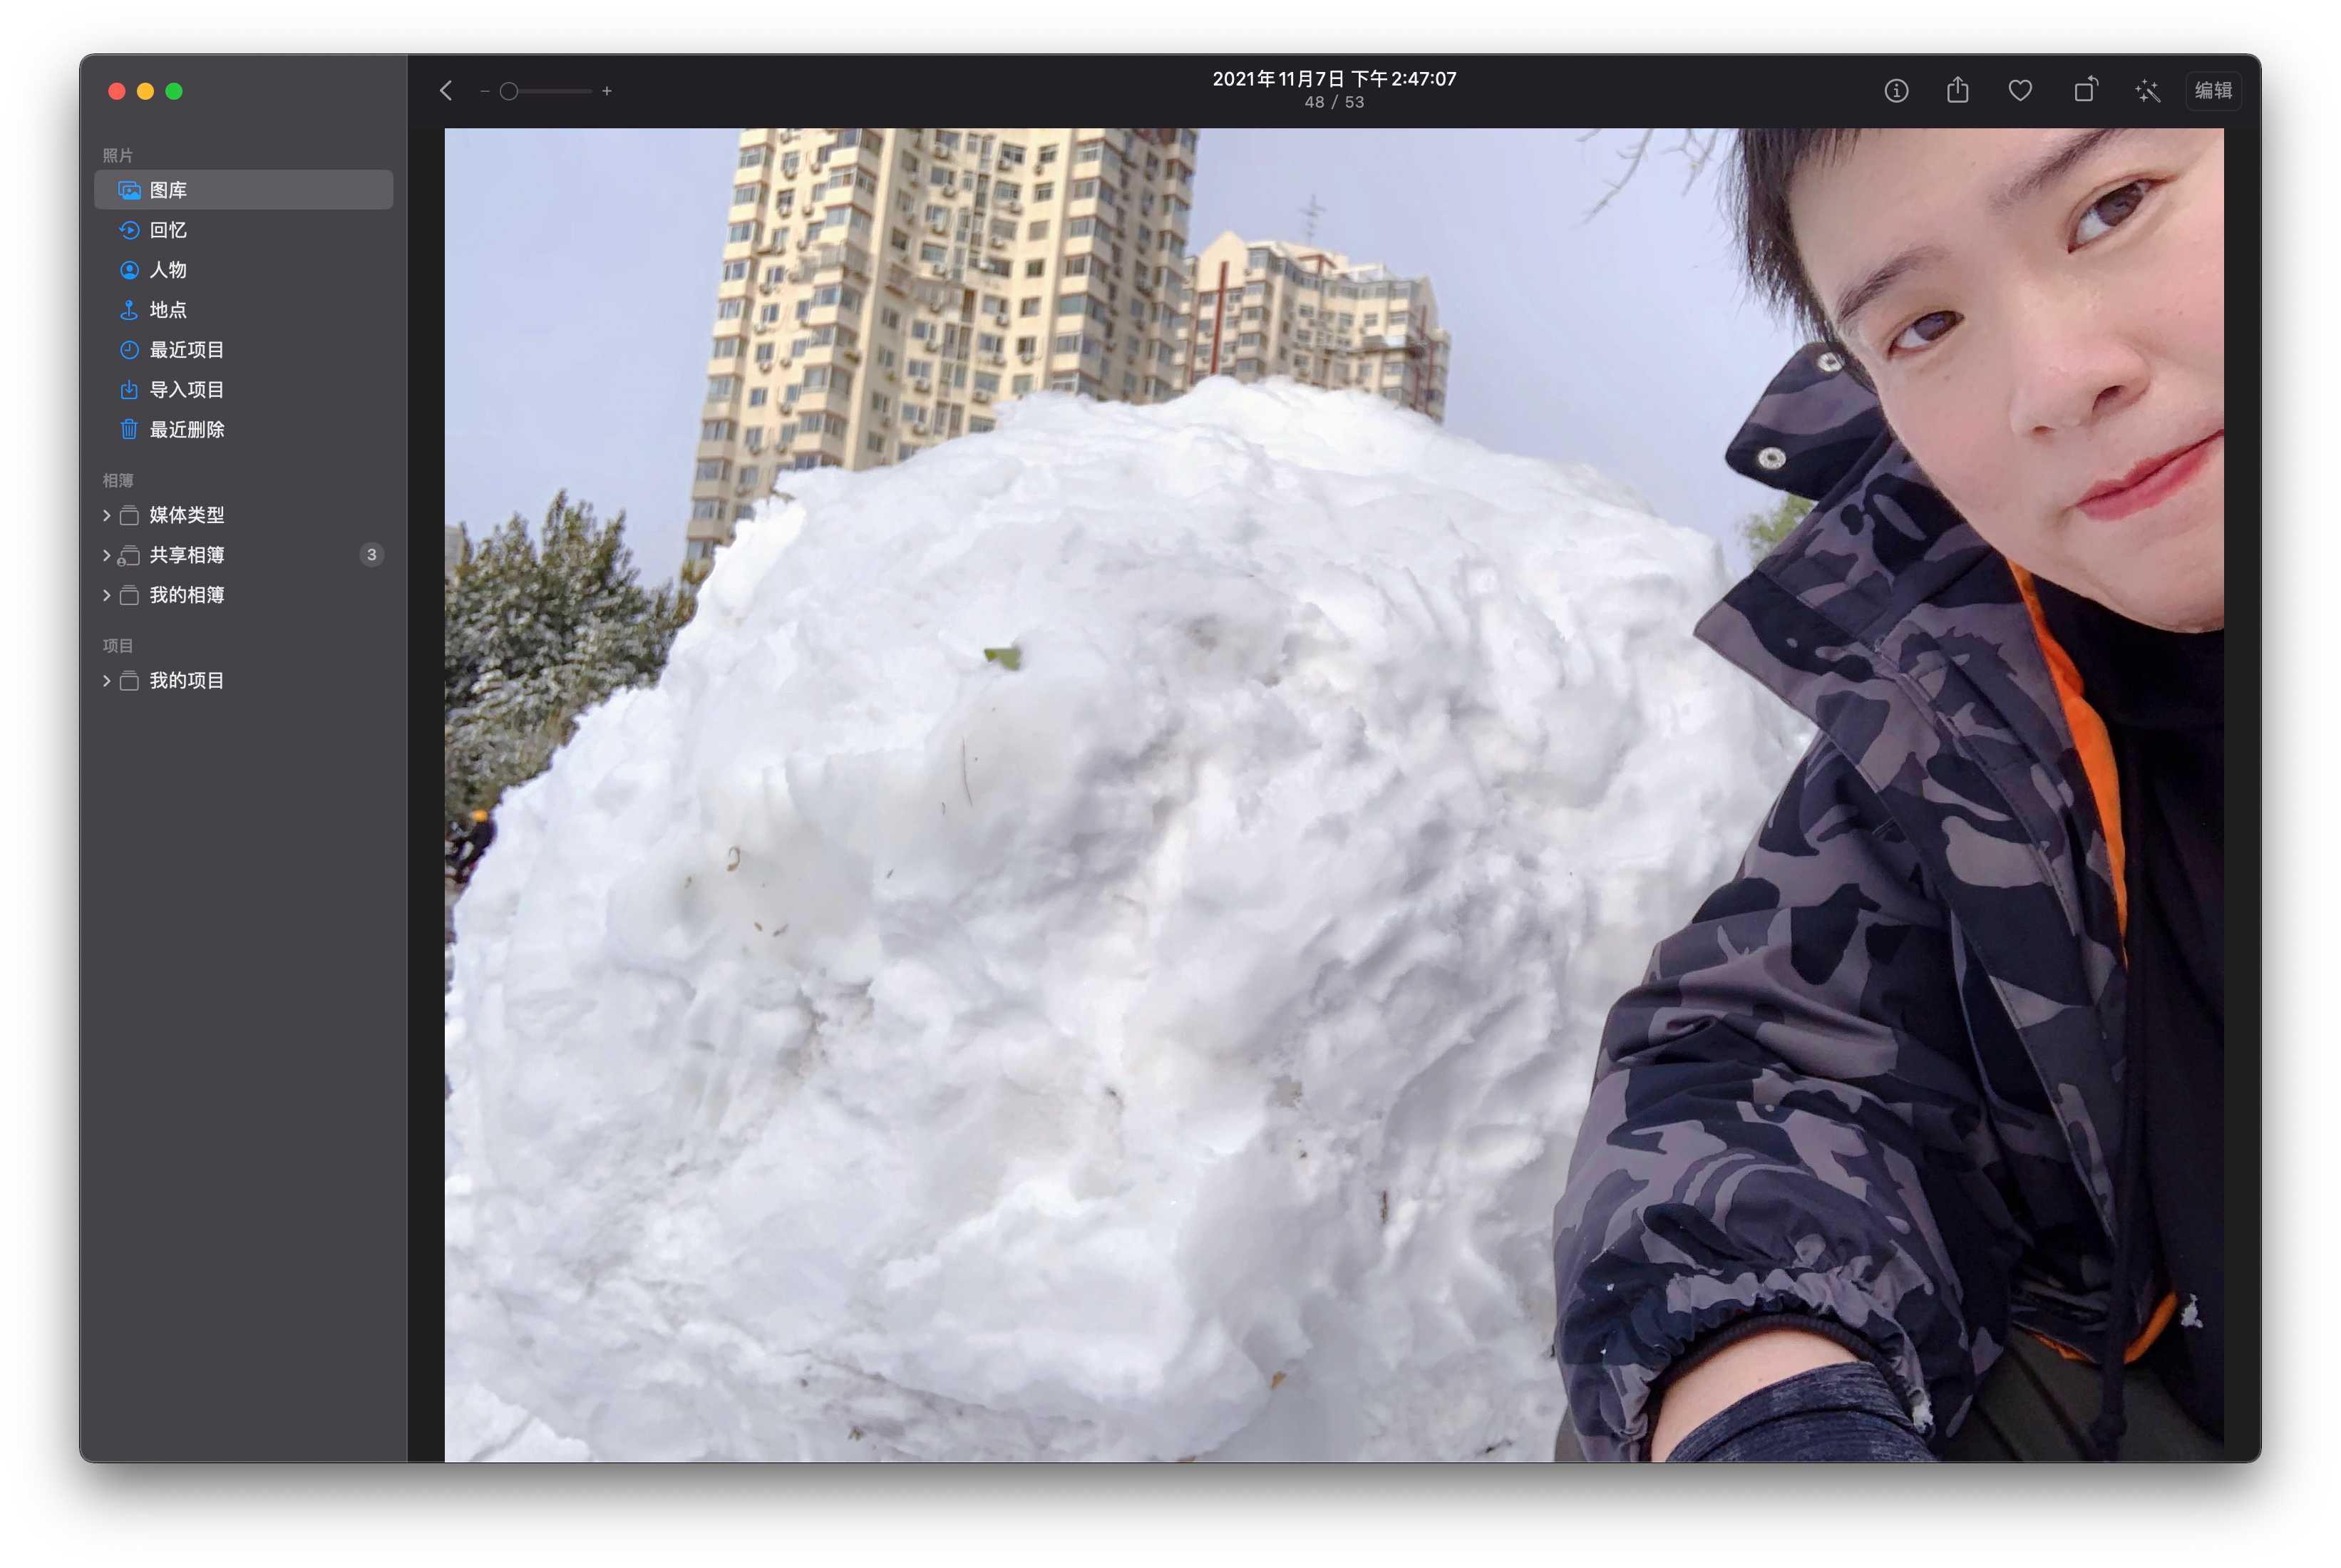 2021年11月7日 下午2:47:07
48 / 53
编辑
照片
图库
回忆
人物
地点
最近项目
导入项目
最近删除
相簿
媒体类型
共享相簿 3
我的相簿
项目
我的项目